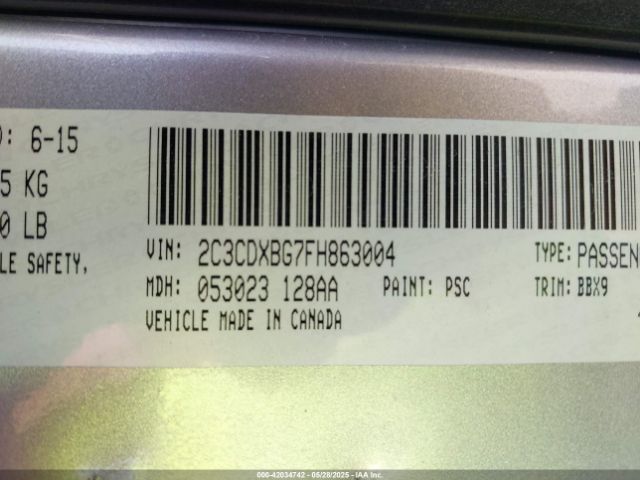 ): 6-15
5 KG
0 LB
LE SAFETY,
VIN: 2C3CDXBG7FH863004
TYPE: PASSEN
MDH: 053023 128AA
PAINT: PSC
TRIM: BBX9
VEHICLE MADE IN CANADA
000-42034742 - 05/28/2025 - IAA Inc.